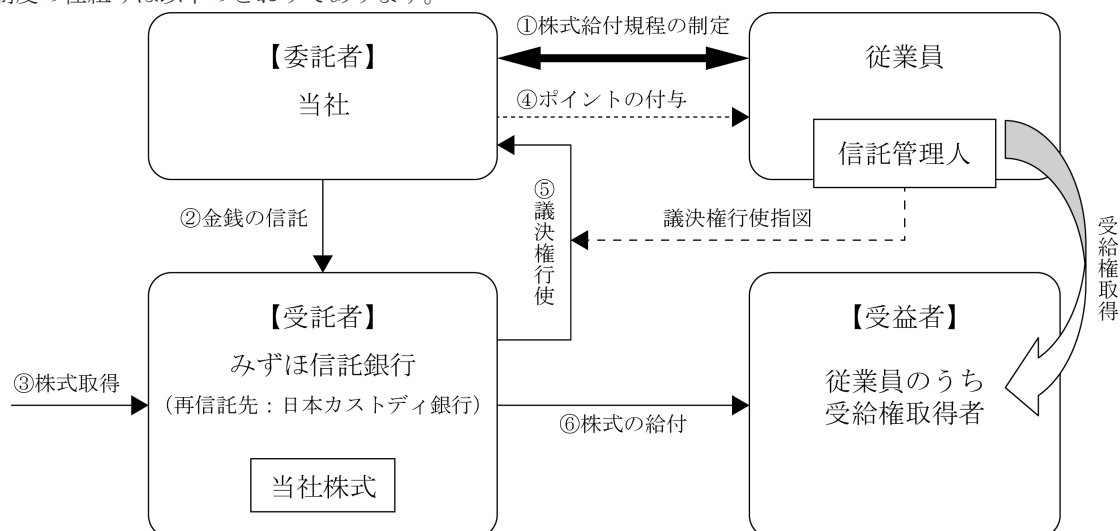 制度の仕組みは以下のとおりであります。
①株式給付規程の制定
【委託者】
当社
従業員
④ポイントの付与
信託管理人
②金銭の信託
⑤議決権行使
議決権行使指図
受給権取得
【受託者】
みずほ信託銀行
(再信託先:日本カストディ銀行)
当社株式
③株式取得
⑥株式の給付
【受益者】
従業員のうち
受給権取得者